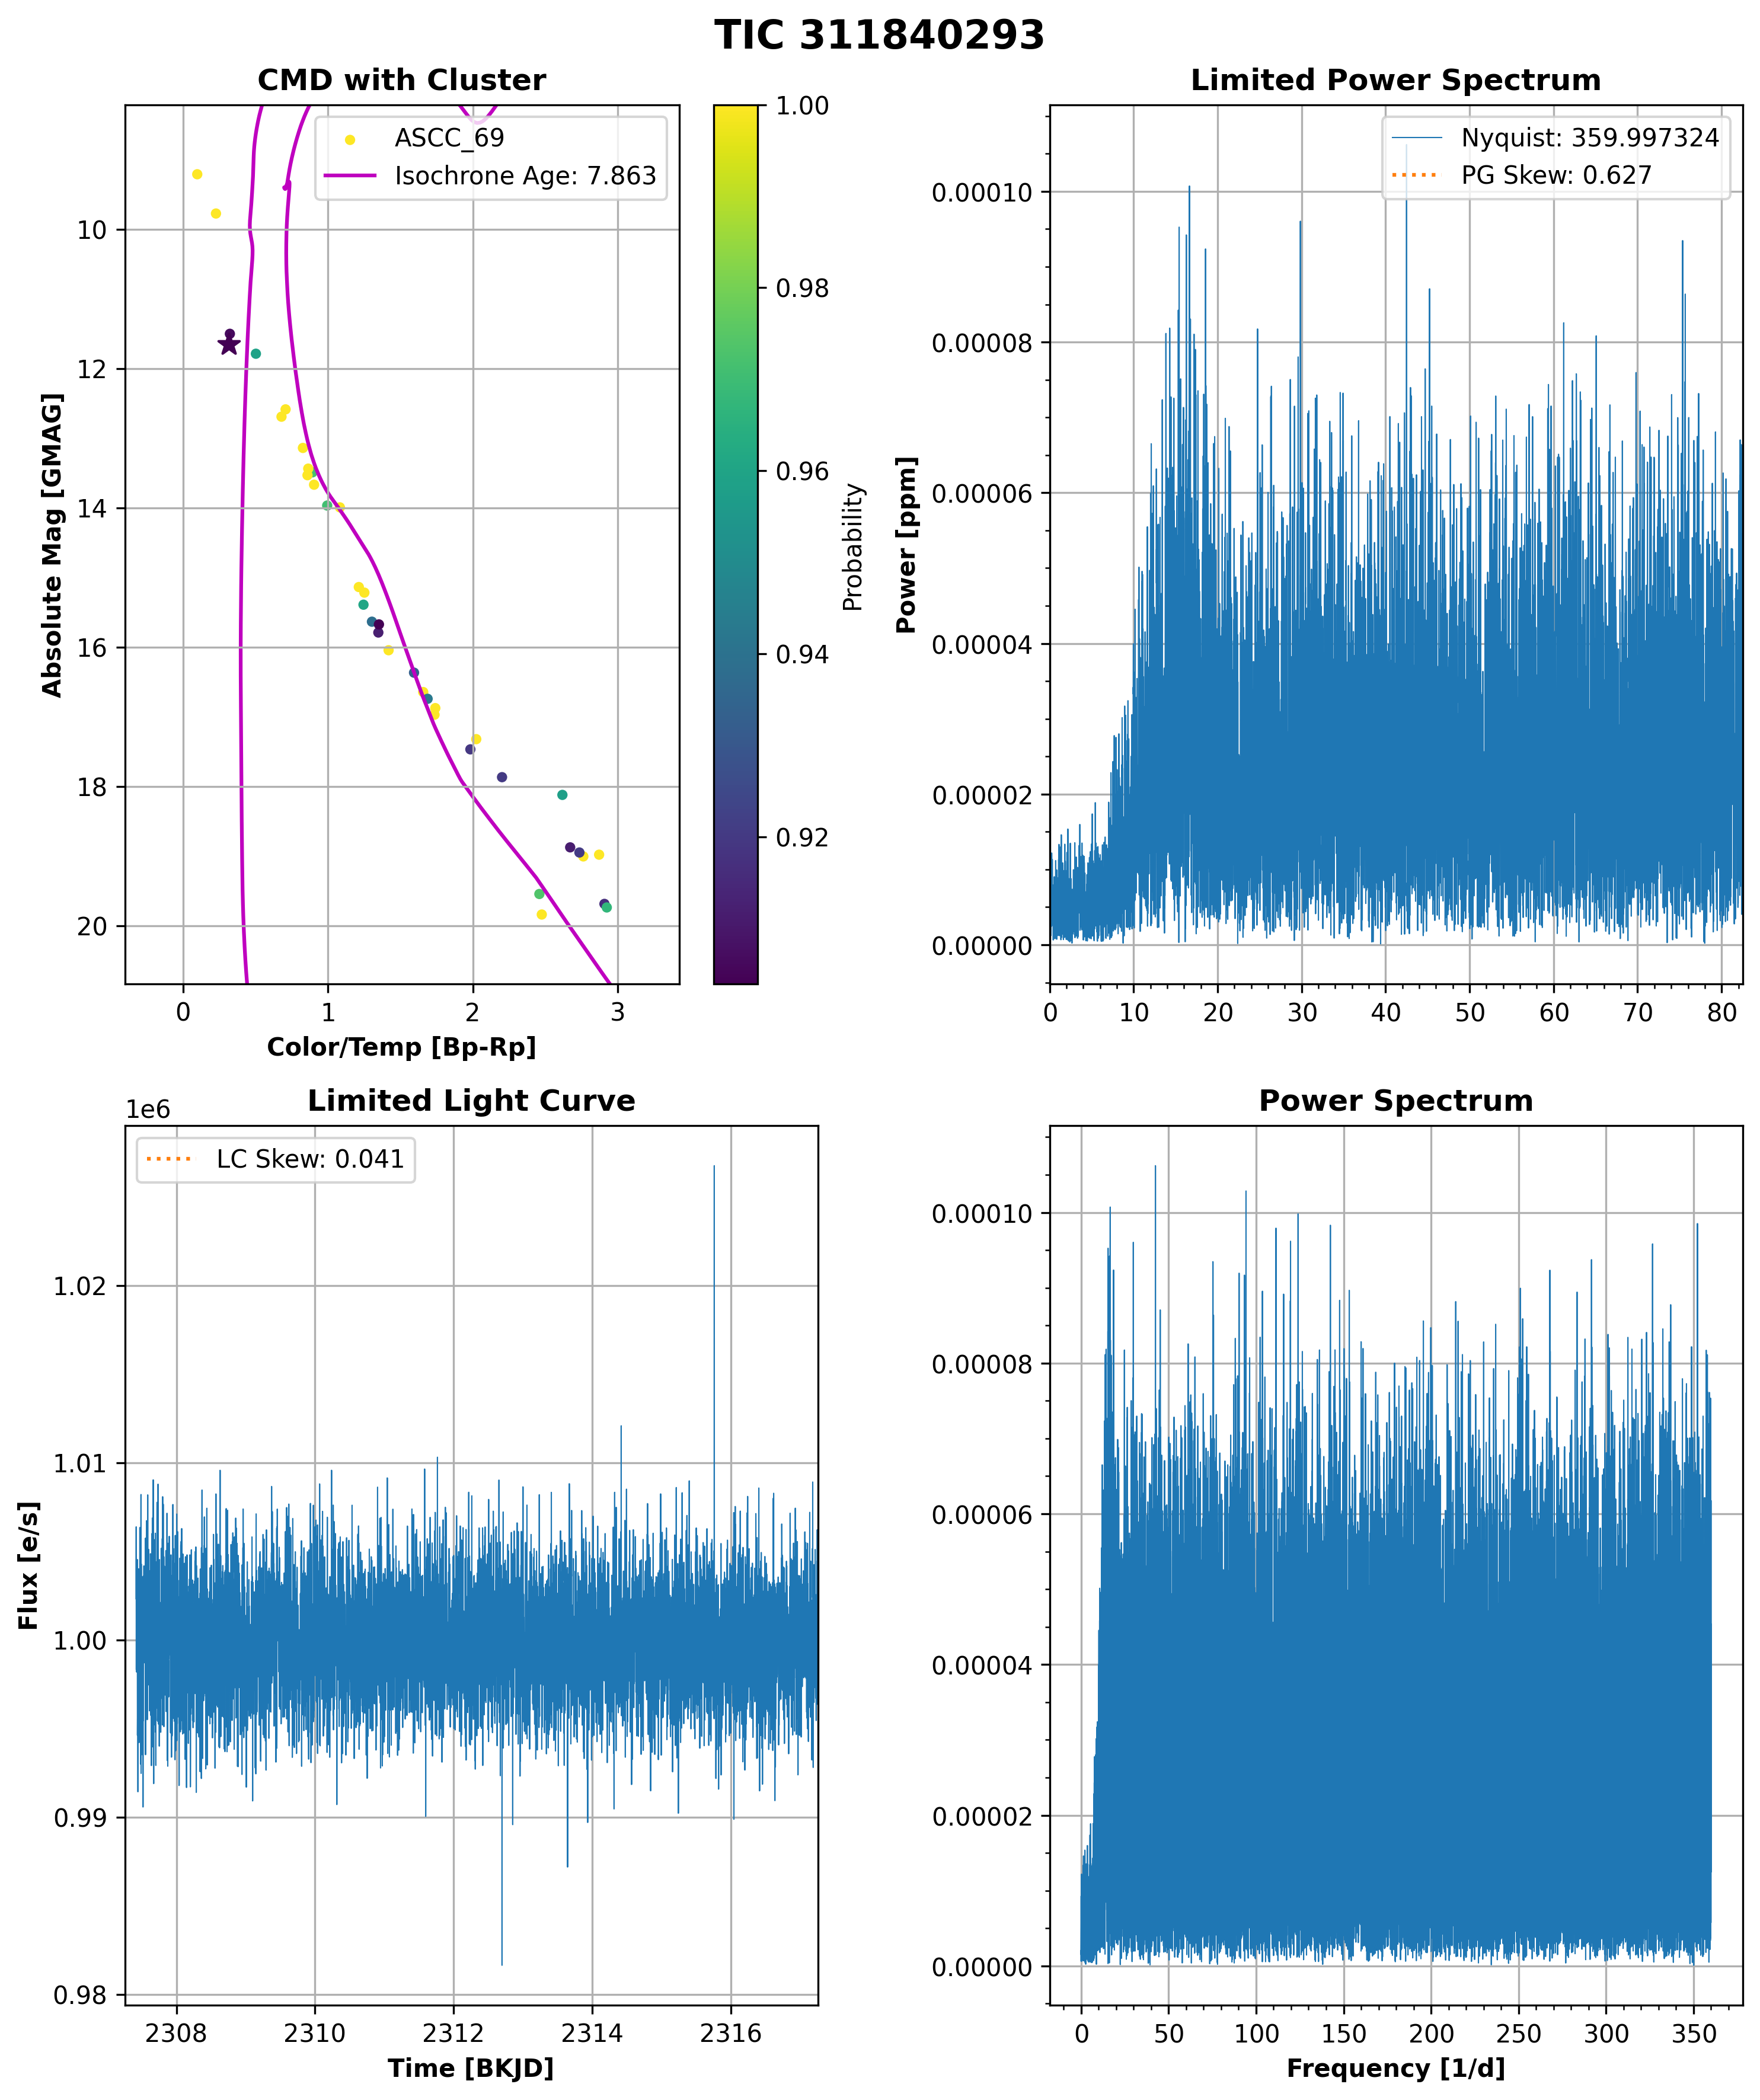 TIC 311840293
CMD with Cluster
ASCC_69
Isochrone Age: 7.863
10
12
14
16
18
20
Absolute Mag [GMAG]
0 1 2 3
Color/Temp [Bp-Rp]
1.00
0.98
0.96
0.94
0.92
Probability
Limited Power Spectrum
Nyquist: 359.997324
PG Skew: 0.627
0.00010
0.00008
0.00006
0.00004
0.00002
0.00000
Power [ppm]
0 10 20 30 40 50 60 70 80
Limited Light Curve
1e6
LC Skew: 0.041
1.02
1.01
1.00
0.99
0.98
Flux [e/s]
2308 2310 2312 2314 2316
Time [BKJD]
Power Spectrum
0.00010
0.00008
0.00006
0.00004
0.00002
0.00000
0 50 100 150 200 250 300 350
Frequency [1/d]